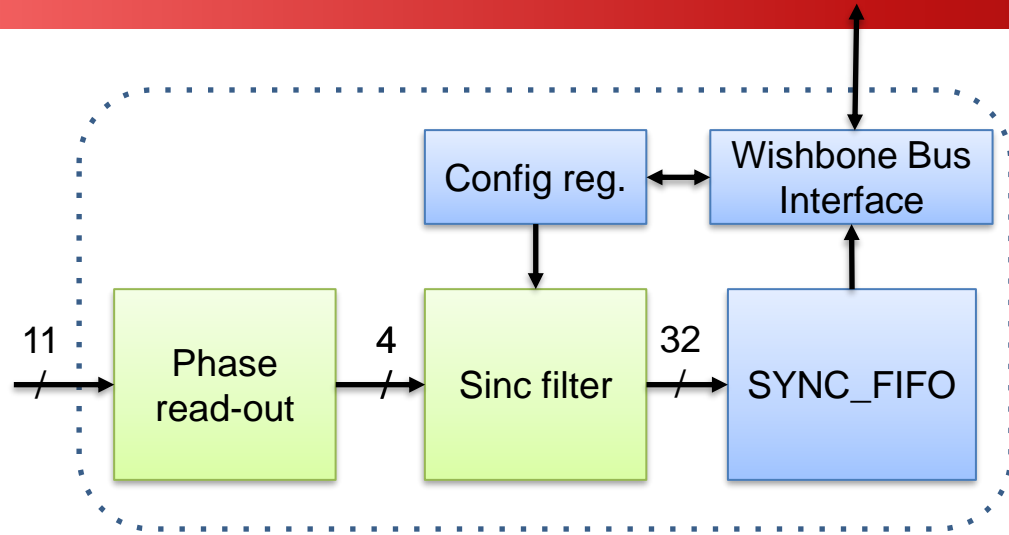 Config reg.
Wishbone Bus
Interface
11
Phase
read-out
4
Sinc filter
32
SYNC_FIFO